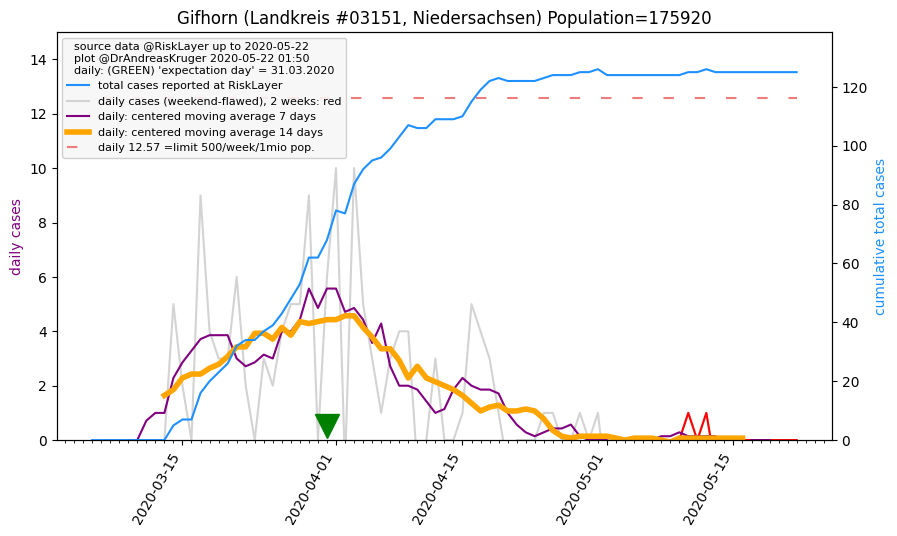 Gifhorn (Landkreis #03151, Niedersachsen) Population=175920
source data @RiskLayer up to 2020-05-22
plot @DrAndreasKruger 2020-05-22 01:50
daily: (GREEN) 'expectation day' = 31.03.2020
total cases reported at RiskLayer
daily cases (weekend-flawed), 2 weeks: red
daily: centered moving average 7 days
daily: centered moving average 14 days
daily 12.57 =limit 500/week/1mio pop.
14
12
10
8
6
4
2
0
daily cases
120
100
80
60
40
20
0
cumulative total cases
2020-03-15
2020-04-01
2020-04-15
2020-05-01
2020-05-15